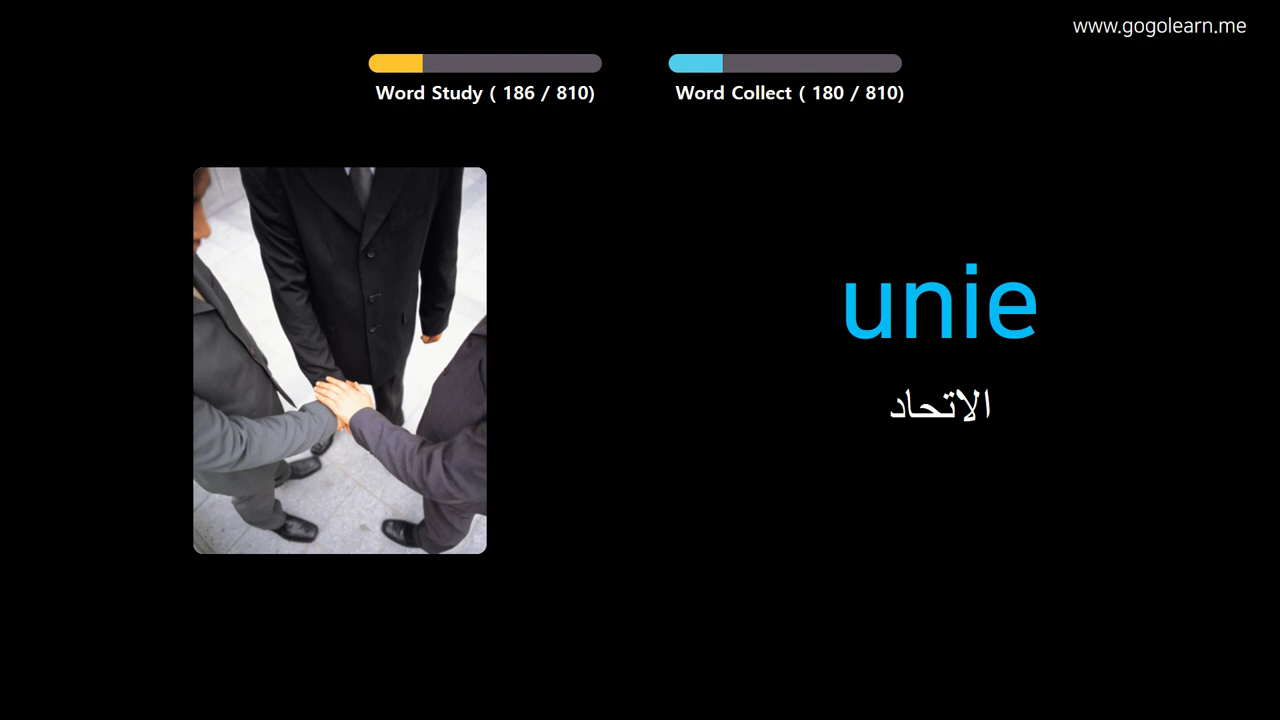 www.gogolearn.me
Word Study ( 186 / 810)
Word Collect ( 180 / 810)
unie
الاتحاد